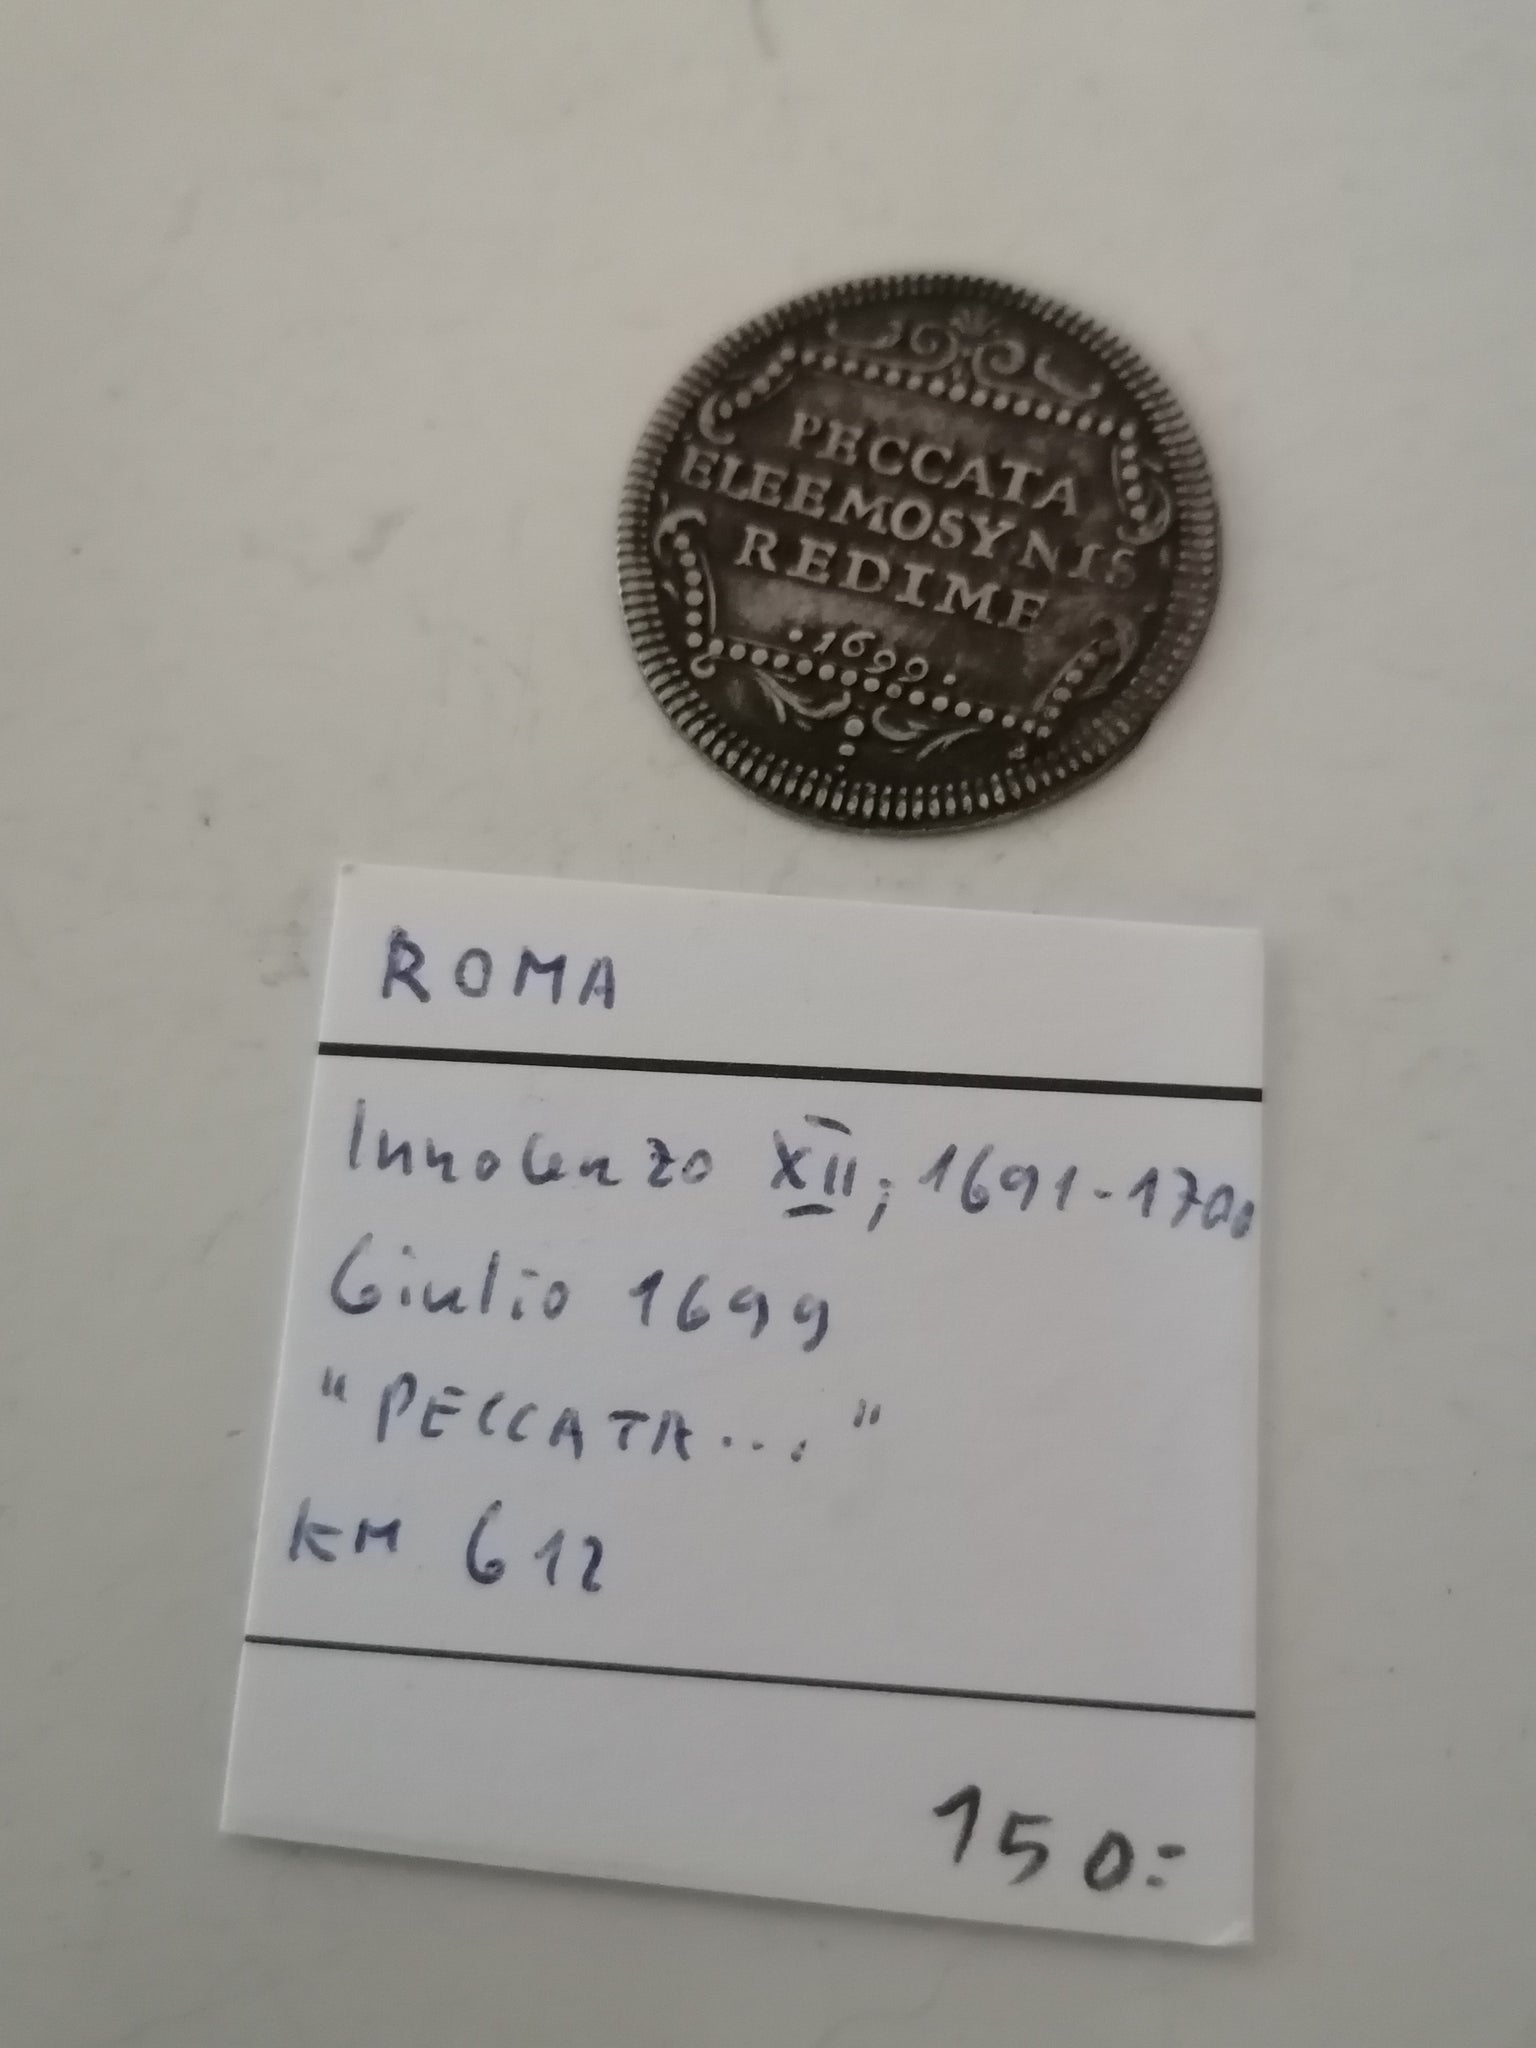 PECCATA
ELEEMOSYNIS
REDIME
·1699·
ROMA
Innocenzo XII; 1691-1700
Giulio 1699
"PECCATA..."
KM 612
150:-